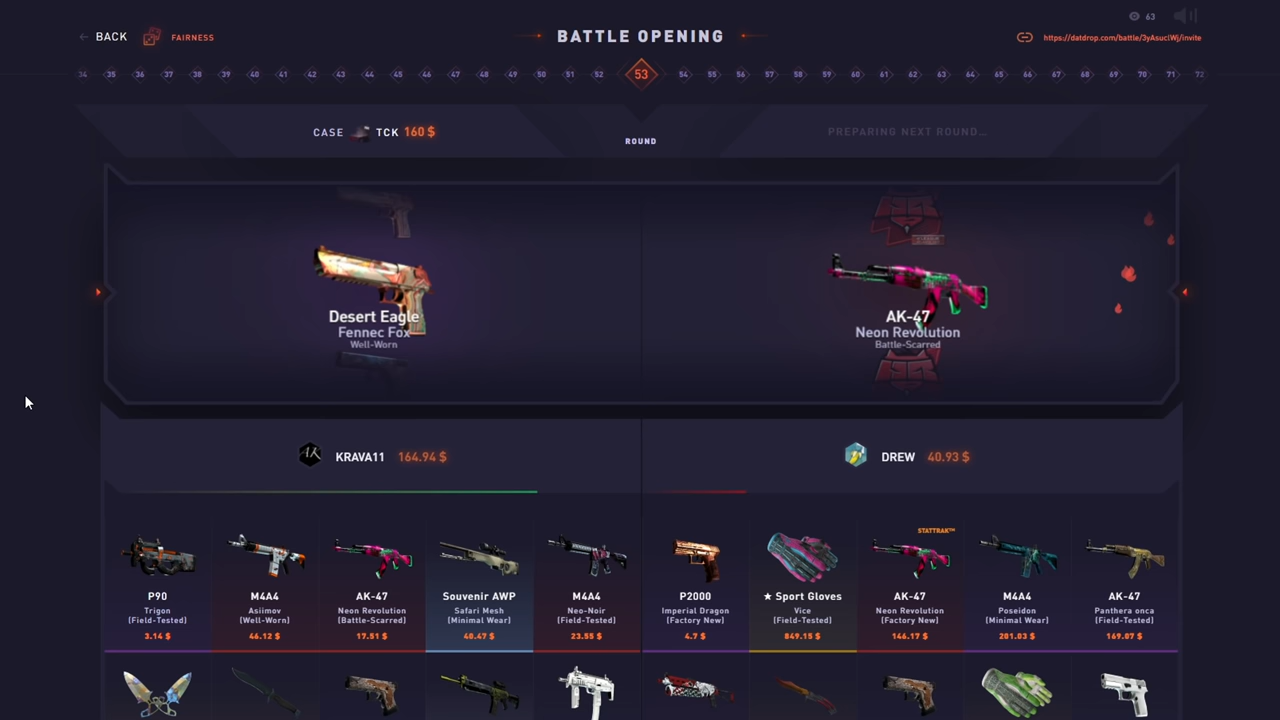 63
BACK
FAIRNESS
BATTLE OPENING
https://datdrop.com/battle/3yAsuclWj/invite
34 35 36 37 38 39 40 41 42 43 44 45 46 47 48 49 50 51 52 53 54 55 56 57 58 59 60 61 62 63 64 65 66 67 68 69 70 71 72
CASE TCK 160 $
ROUND
PREPARING NEXT ROUND...
Desert Eagle
Fennec Fox
Well-Worn
AK-47
Neon Revolution
Battle-Scarred
KRAVA11 164.94 $
DREW 40.93 $
P90
Trigon
(Field-Tested)
3.14 $
M4A4
Asiimov
(Well-Worn)
46.12 $
AK-47
Neon Revolution
(Battle-Scarred)
17.51 $
Souvenir AWP
Safari Mesh
(Minimal Wear)
40.47 $
M4A4
Neo-Noir
(Field-Tested)
23.55 $
P2000
Imperial Dragon
(Factory New)
4.7 $
★ Sport Gloves
Vice
(Field-Tested)
849.15 $
STATTRAK™
AK-47
Neon Revolution
(Factory New)
146.17 $
M4A4
Poseidon
(Minimal Wear)
201.03 $
AK-47
Panthera onca
(Field-Tested)
169.07 $